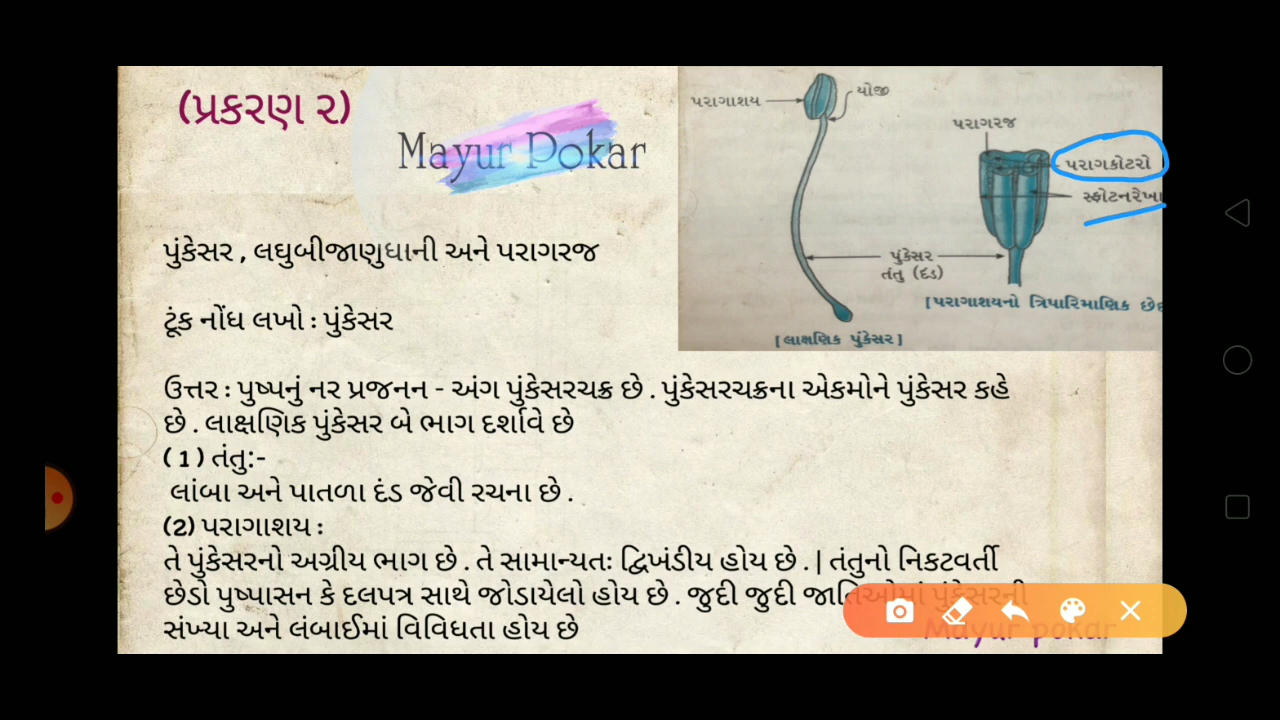 (પ્રકરણ ૨)
Mayur Pokar
પરાગાશય
યોજી
પરાગરજ
પરાગકોટરો
સ્ફોટનરેખા
પુંકેસર
તંતુ (દંડ)
[પરાગાશયનો ત્રિપારિમાણિક છેદ
[લાક્ષણિક પુંકેસર]
પુંકેસર , લઘુબીજાણુધાની અને પરાગરજ
ટૂંક નોંધ લખો : પુંકેસર
ઉત્તર : પુષ્પનું નર પ્રજનન - અંગ પુંકેસરચક્ર છે . પુંકેસરચક્રના એકમોને પુંકેસર કહે
છે . લાક્ષણિક પુંકેસર બે ભાગ દર્શાવે છે
( 1 ) તંતુ:-
લાંબા અને પાતળા દંડ જેવી રચના છે .
(2) પરાગાશય :
તે પુંકેસરનો અગ્રીય ભાગ છે . તે સામાન્યતઃ દ્વિખંડીય હોય છે . | તંતુનો નિકટવર્તી
છેડો પુષ્પાસન કે દલપત્ર સાથે જોડાયેલો હોય છે . જુદી જુદી જાતિઓમાં પુંકેસરની
સંખ્યા અને લંબાઈમાં વિવિધતા હોય છે
Mayur poKar